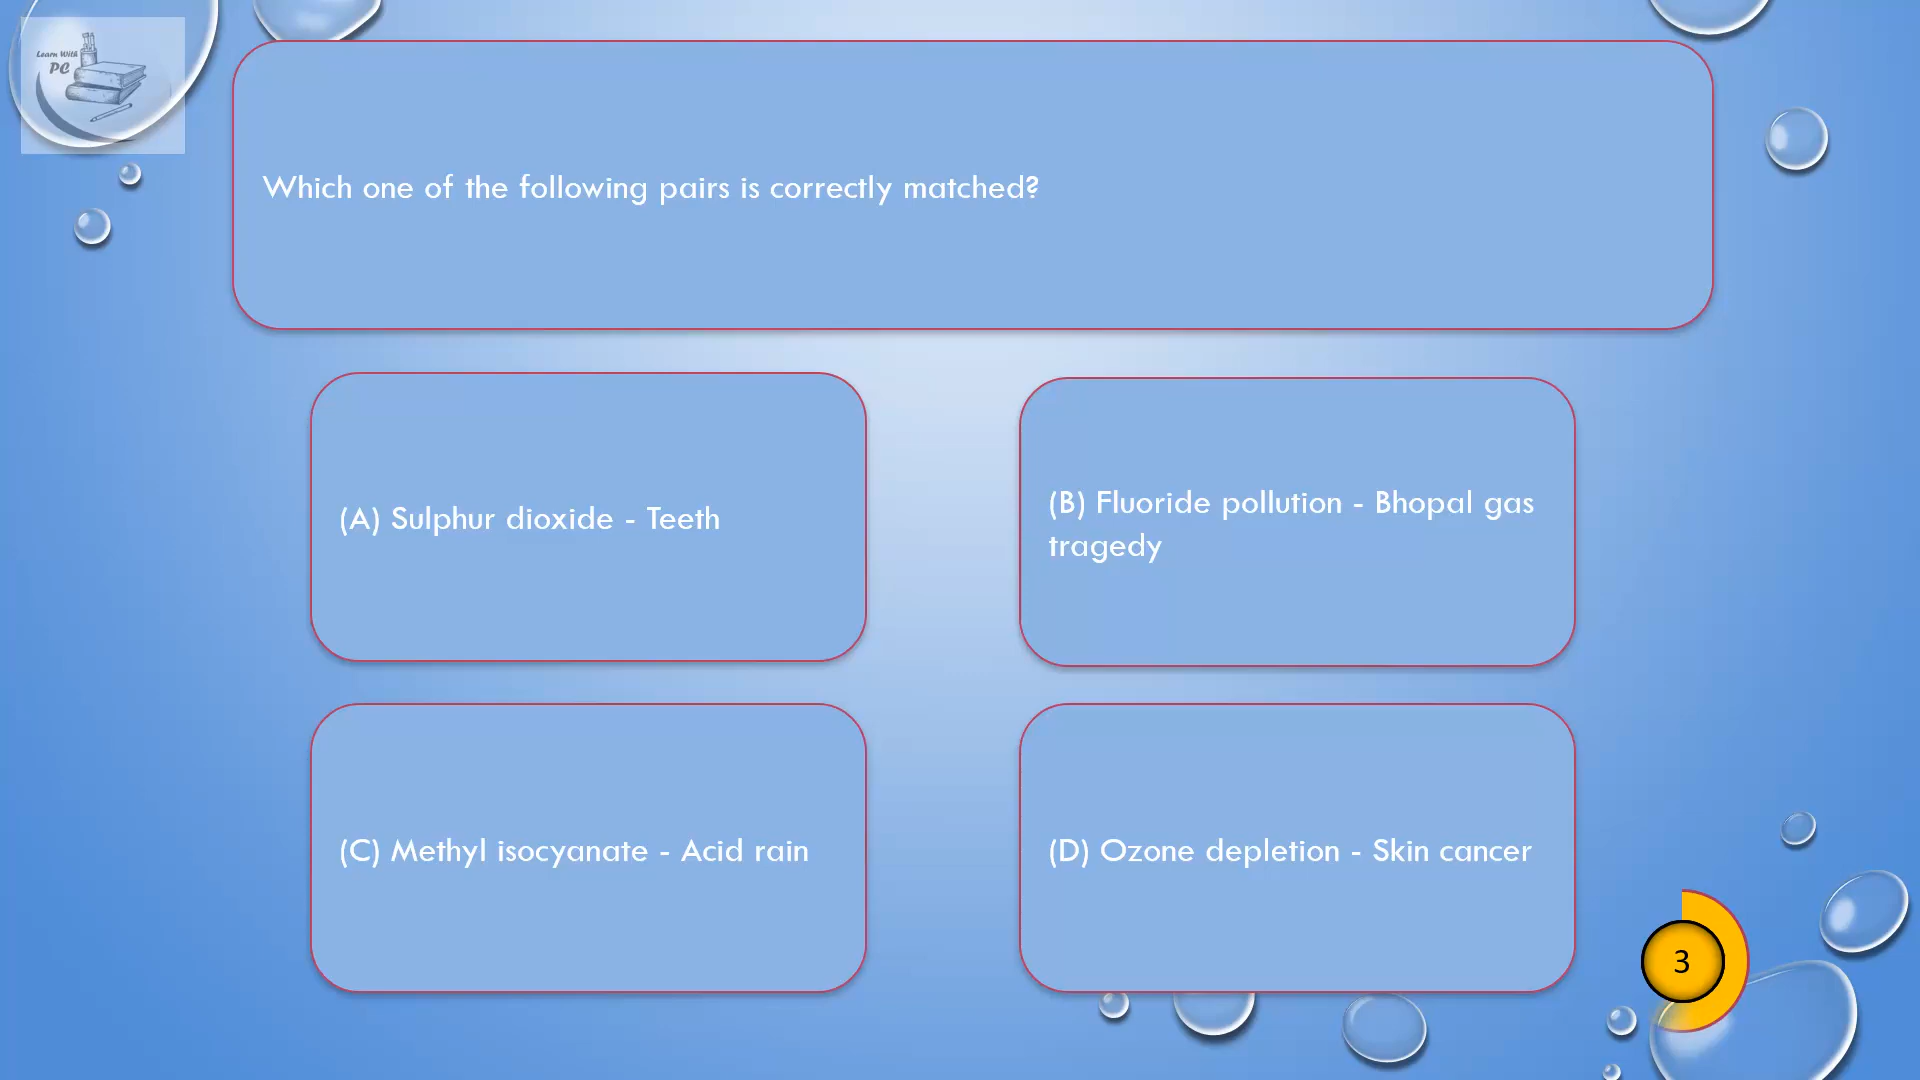 Learn With
PC
Which one of the following pairs is correctly matched?
(A) Sulphur dioxide - Teeth
(B) Fluoride pollution - Bhopal gas
tragedy
(C) Methyl isocyanate - Acid rain
(D) Ozone depletion - Skin cancer
3